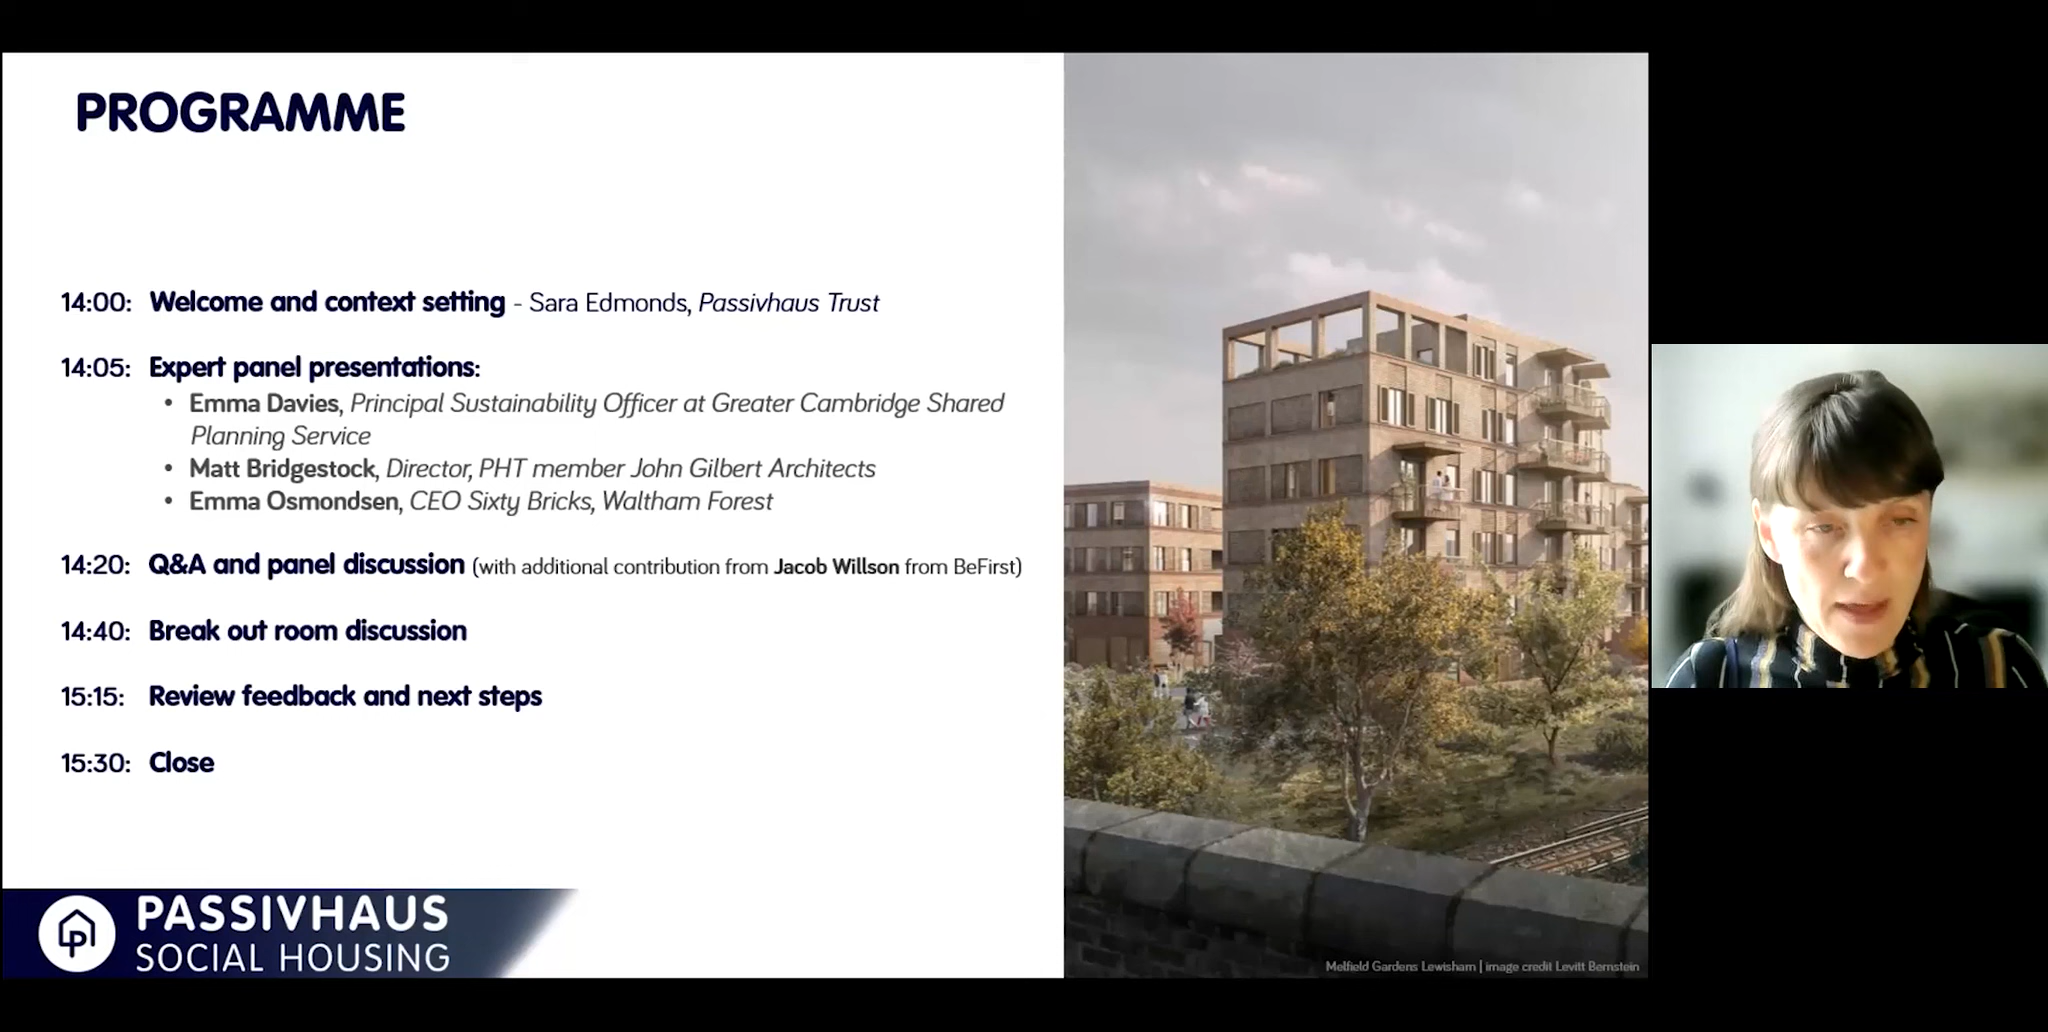 PROGRAMME
14:00: Welcome and context setting - Sara Edmonds, Passivhaus Trust
14:05: Expert panel presentations:
• Emma Davies, Principal Sustainability Officer at Greater Cambridge Shared
Planning Service
• Matt Bridgestock, Director, PHT member John Gilbert Architects
• Emma Osmondsen, CEO Sixty Bricks, Waltham Forest
14:20: Q&A and panel discussion (with additional contribution from Jacob Willson from BeFirst)
14:40: Break out room discussion
15:15: Review feedback and next steps
15:30: Close
PASSIVHAUS
SOCIAL HOUSING
Melfield Gardens Lewisham | image credit Levitt Bernstein